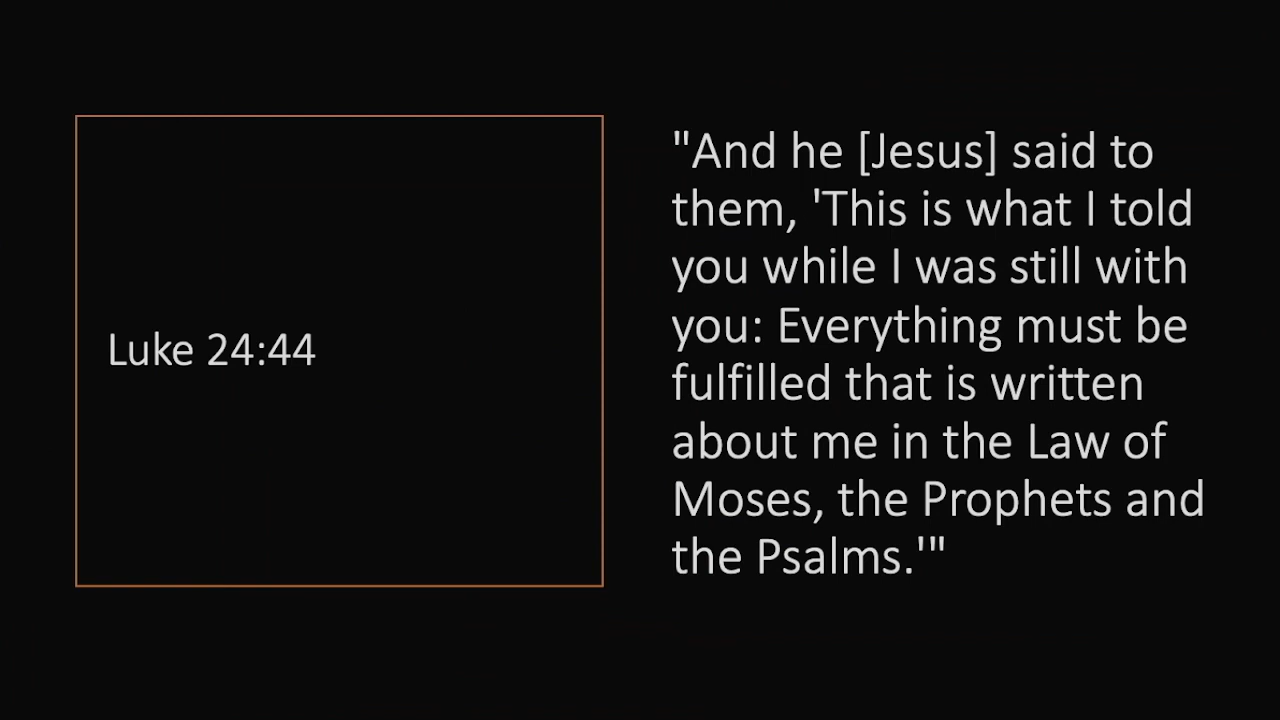 Luke 24:44
"And he [Jesus] said to
them, 'This is what I told
you while I was still with
you: Everything must be
fulfilled that is written
about me in the Law of
Moses, the Prophets and
the Psalms.'"